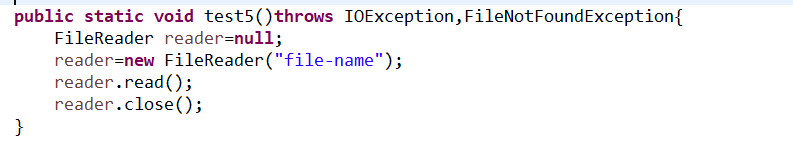 public static void test5()throws IOException,FileNotFoundException{
    FileReader reader=null;
    reader=new FileReader("file-name");
    reader.read();
    reader.close();
}